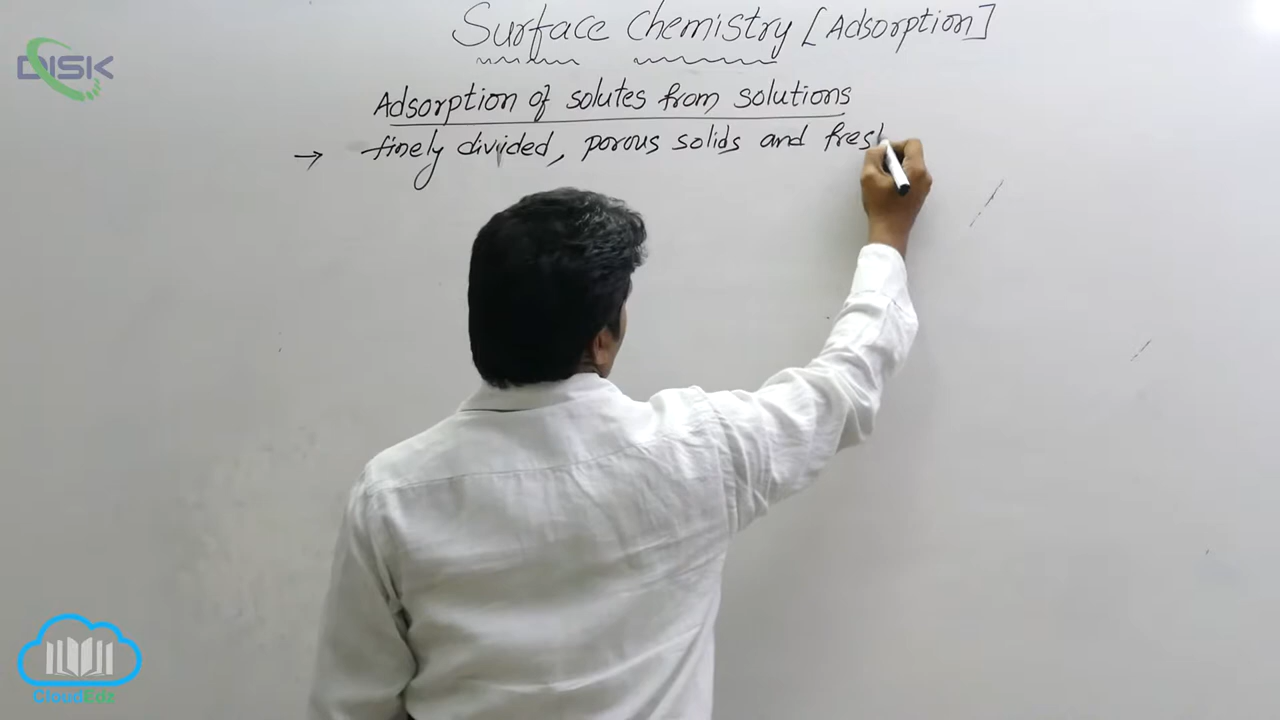 Surface Chemistry [Adsorption]
DISK
Adsorption of solutes from solutions
→ finely divided, porous solids and fresh
CloudEdz